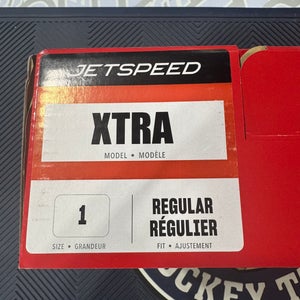 JETSPEED
XTRA
MODEL • MODÈLE
1
SIZE • GRANDEUR
REGULAR
RÉGULIER
FIT • AJUSTEMENT